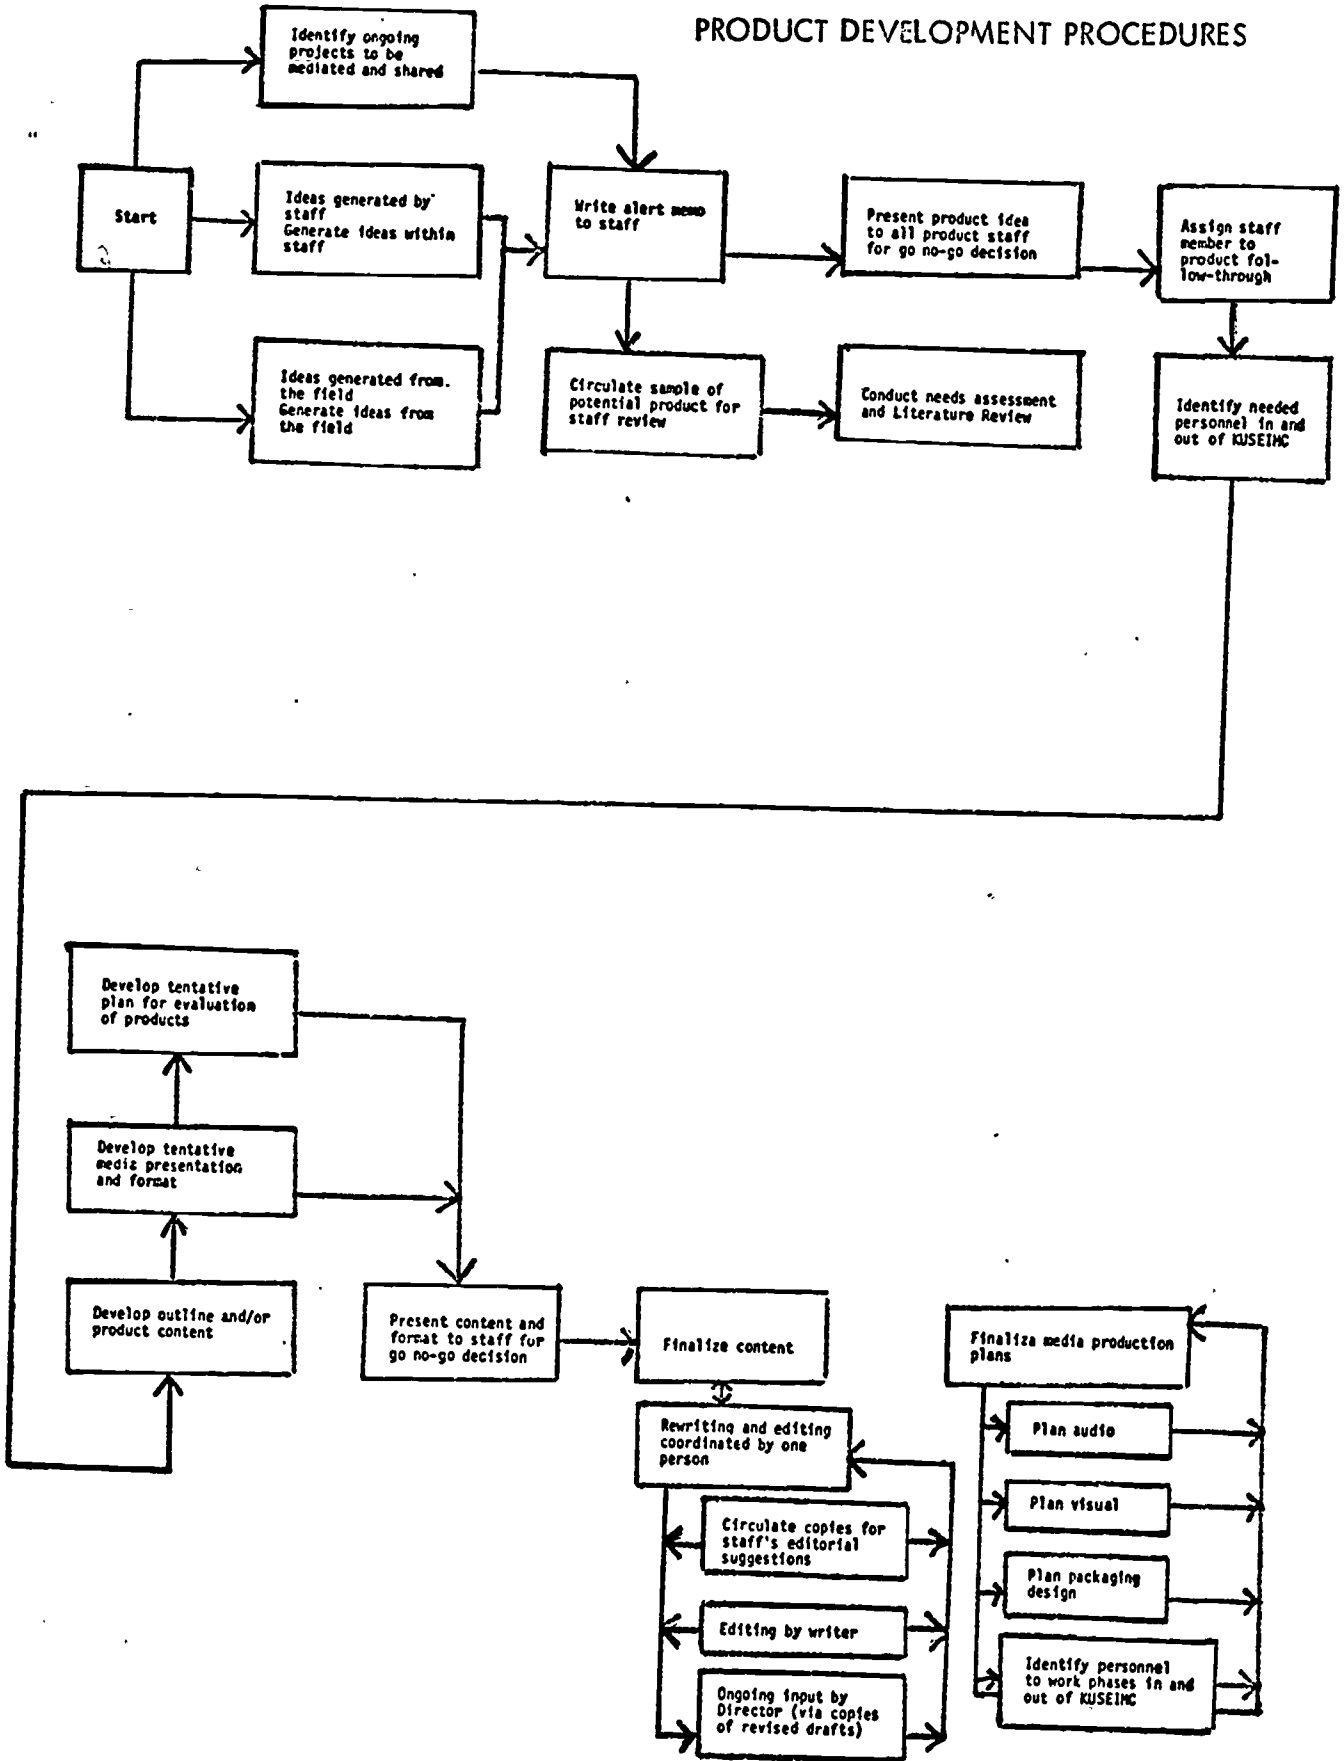 PRODUCT DEVELOPMENT PROCEDURES
Identify ongoing
projects to be
mediated and shared
Start
Ideas generated by
staff
Generate ideas within
staff
Write alert memo
to staff
Present product idea
to all product staff
for go no-go decision
Assign staff
member to
product fol-
low-through
Ideas generated from.
the field
Generate ideas from
the field
Circulate sample of
potential product for
staff review
Conduct needs assessment
and Literature Review
Identify needed
personnel in and
out of KUSEIMC
Develop tentative
plan for evaluation
of products
Develop tentative
media presentation
and format
Develop outline and/or
product content
Present content and
format to staff for
go no-go decision
Finalize content
Rewriting and editing
coordinated by one
person
Circulate copies for
staff's editorial
suggestions
Editing by writer
Ongoing input by
Director (via copies
of revised drafts)
Finaliza media production
plans
Plan audio
Plan visual
Plan packaging
design
Identify personnel
to work phases in and
out of KUSEIMC